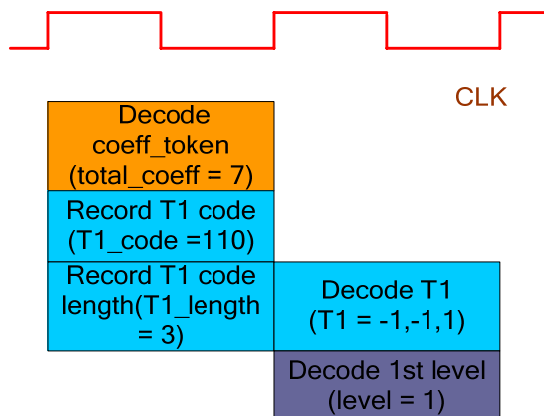 CLK
Decode
coeff_token
(total_coeff = 7)
Record T1 code
(T1_code =110)
Record T1 code
length(T1_length
= 3)
Decode T1
(T1 = -1,-1,1)
Decode 1st level
(level = 1)